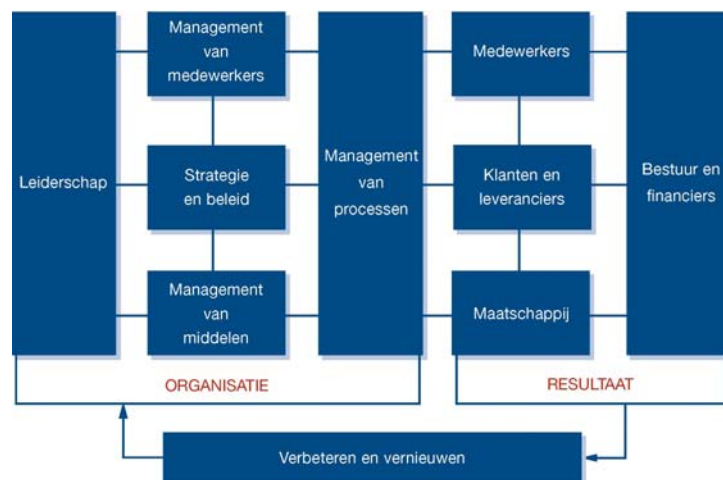 Leiderschap
Management
van
medewerkers
Strategie
en beleid
Management
van
middelen
Management
van
processen
Medewerkers
Klanten en
leveranciers
Maatschappij
Bestuur en
financiers
ORGANISATIE
RESULTAAT
Verbeteren en vernieuwen